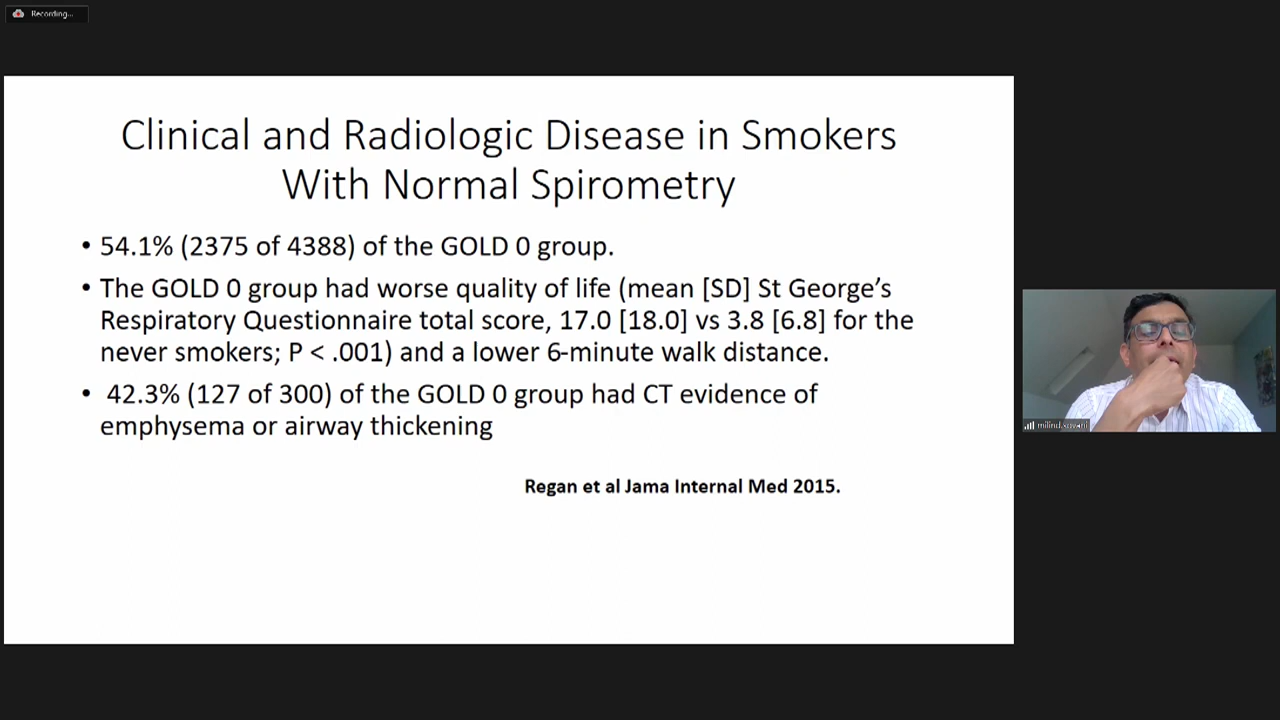 Recording...
Clinical and Radiologic Disease in Smokers
With Normal Spirometry
• 54.1% (2375 of 4388) of the GOLD 0 group.
• The GOLD 0 group had worse quality of life (mean [SD] St George’s
Respiratory Questionnaire total score, 17.0 [18.0] vs 3.8 [6.8] for the
never smokers; P < .001) and a lower 6-minute walk distance.
• 42.3% (127 of 300) of the GOLD 0 group had CT evidence of
emphysema or airway thickening
Regan et al Jama Internal Med 2015.